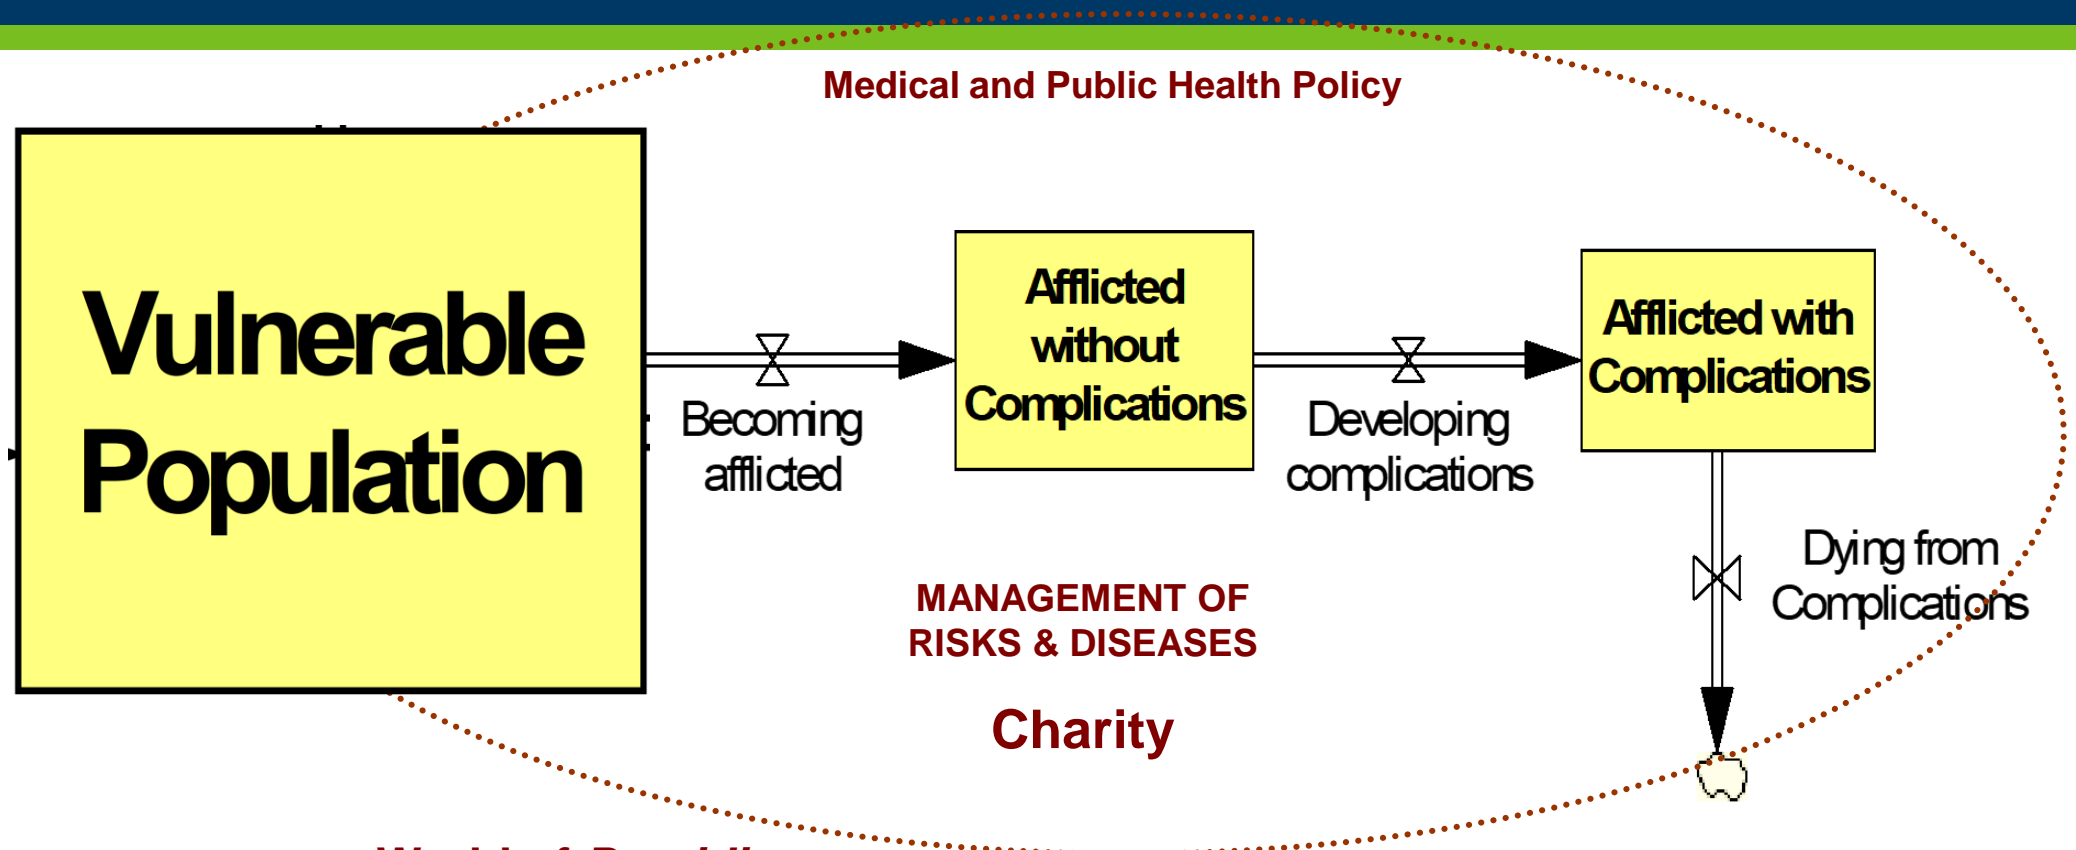 Medical and Public Health Policy
Vulnerable
Population
Becoming
afflicted
Afflicted
without
Complications
Developing
complications
Afflicted with
Complications
Dying from
Complications
MANAGEMENT OF
RISKS & DISEASES
Charity